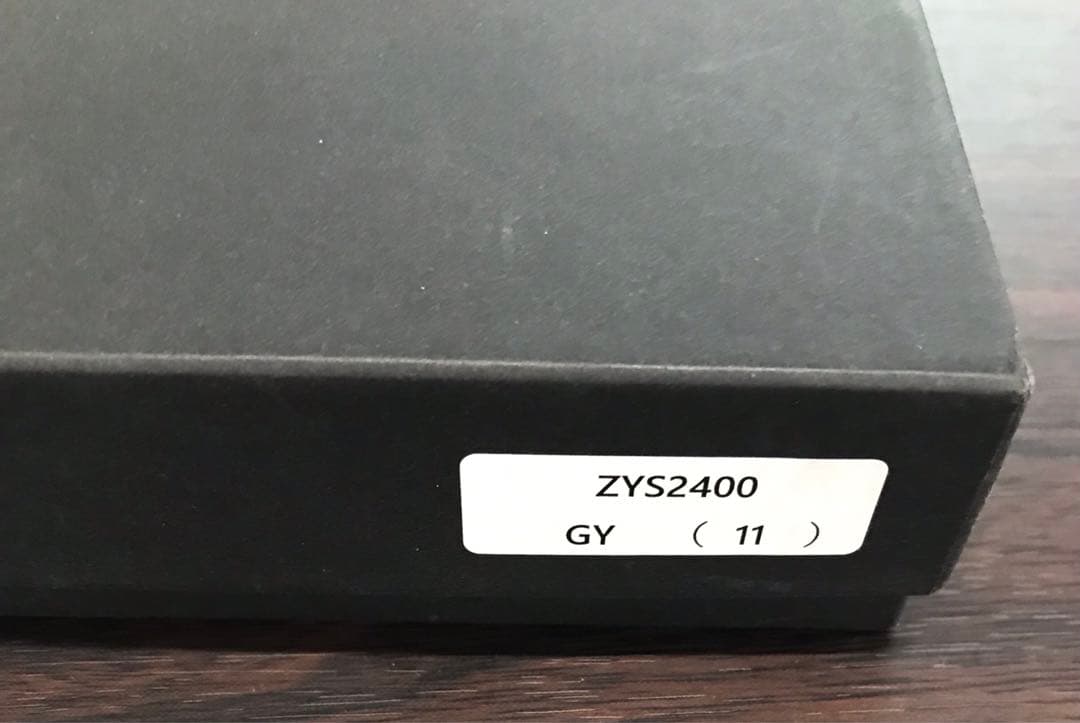 ZYS2400
GY （ 11 ）